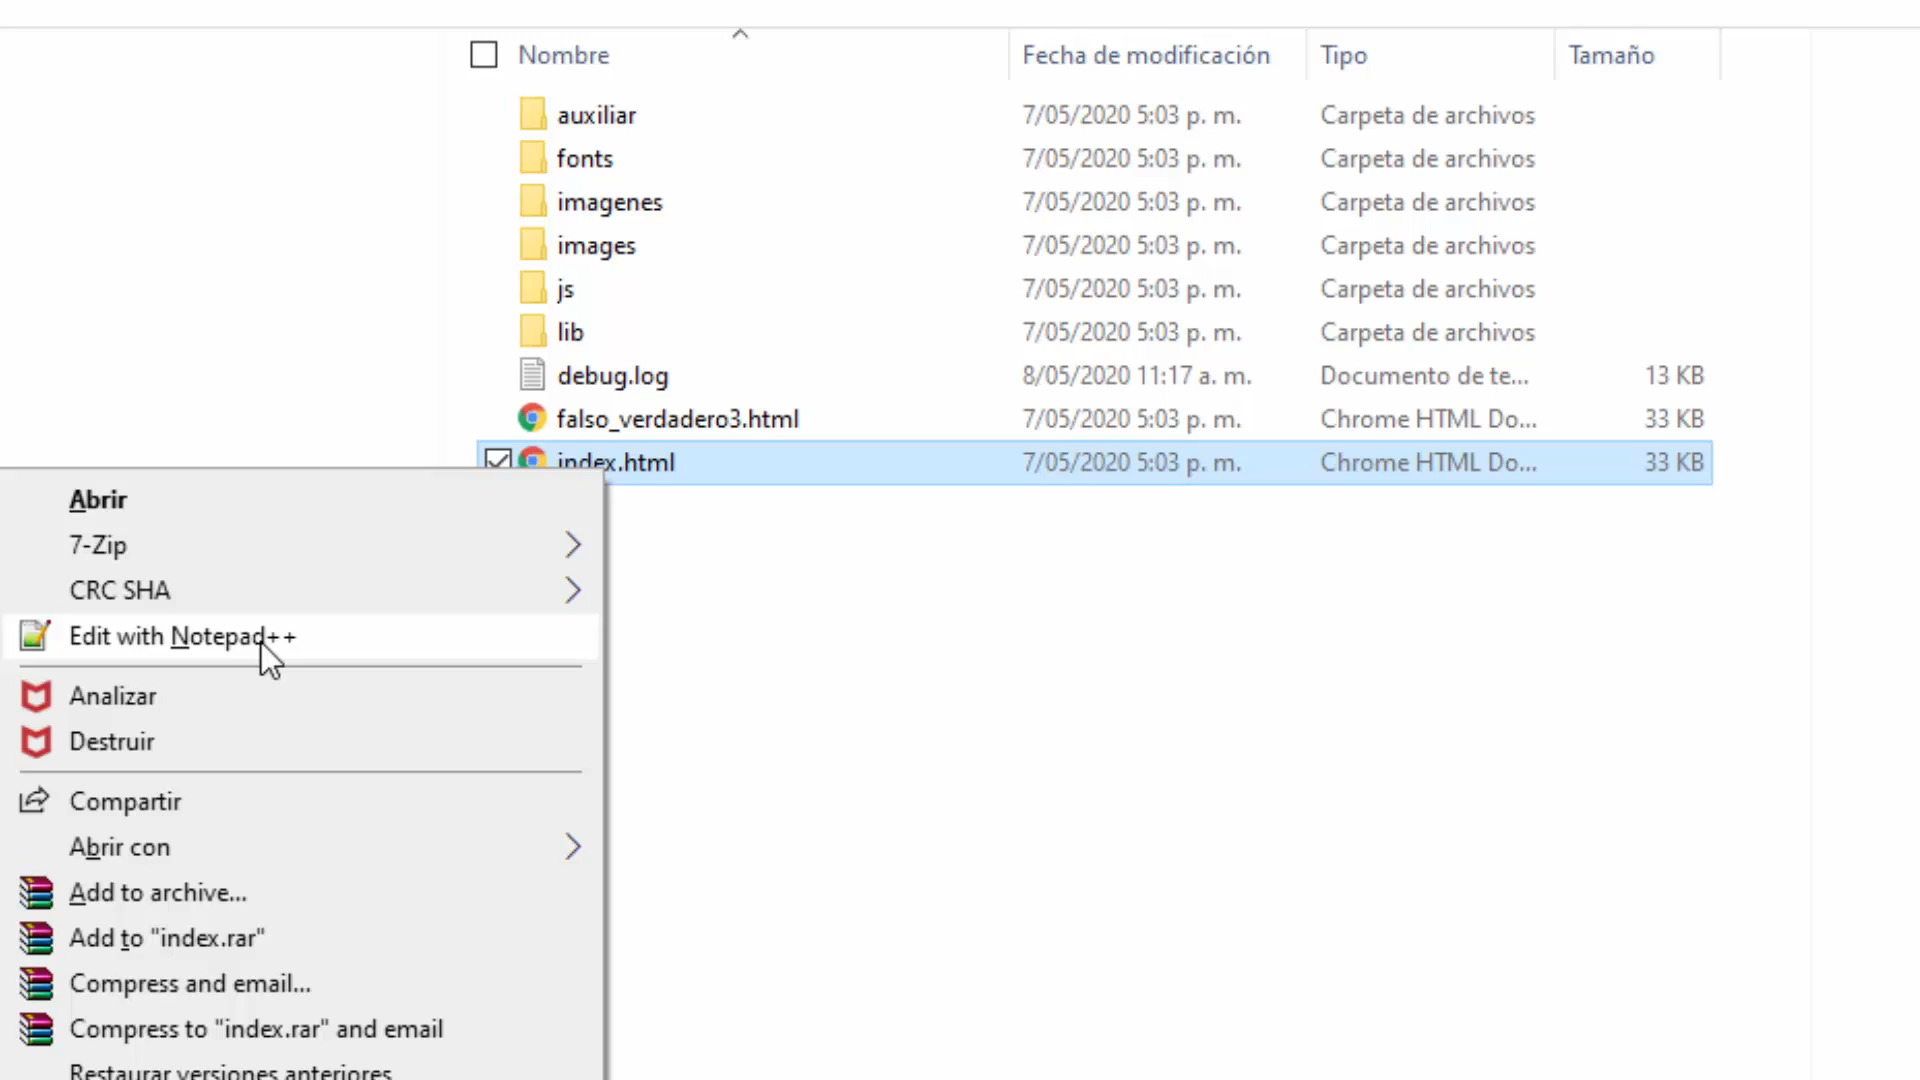 Nombre Fecha de modificación Tipo Tamaño
auxiliar 7/05/2020 5:03 p. m. Carpeta de archivos
fonts 7/05/2020 5:03 p. m. Carpeta de archivos
imagenes 7/05/2020 5:03 p. m. Carpeta de archivos
images 7/05/2020 5:03 p. m. Carpeta de archivos
js 7/05/2020 5:03 p. m. Carpeta de archivos
lib 7/05/2020 5:03 p. m. Carpeta de archivos
debug.log 8/05/2020 11:17 a. m. Documento de te... 13 KB
falso_verdadero3.html 7/05/2020 5:03 p. m. Chrome HTML Do... 33 KB
index.html 7/05/2020 5:03 p. m. Chrome HTML Do... 33 KB
Abrir
7-Zip
CRC SHA
Edit with Notepad++
Analizar
Destruir
Compartir
Abrir con
Add to archive...
Add to "index.rar"
Compress and email...
Compress to "index.rar" and email
Restaurar versiones anteriores